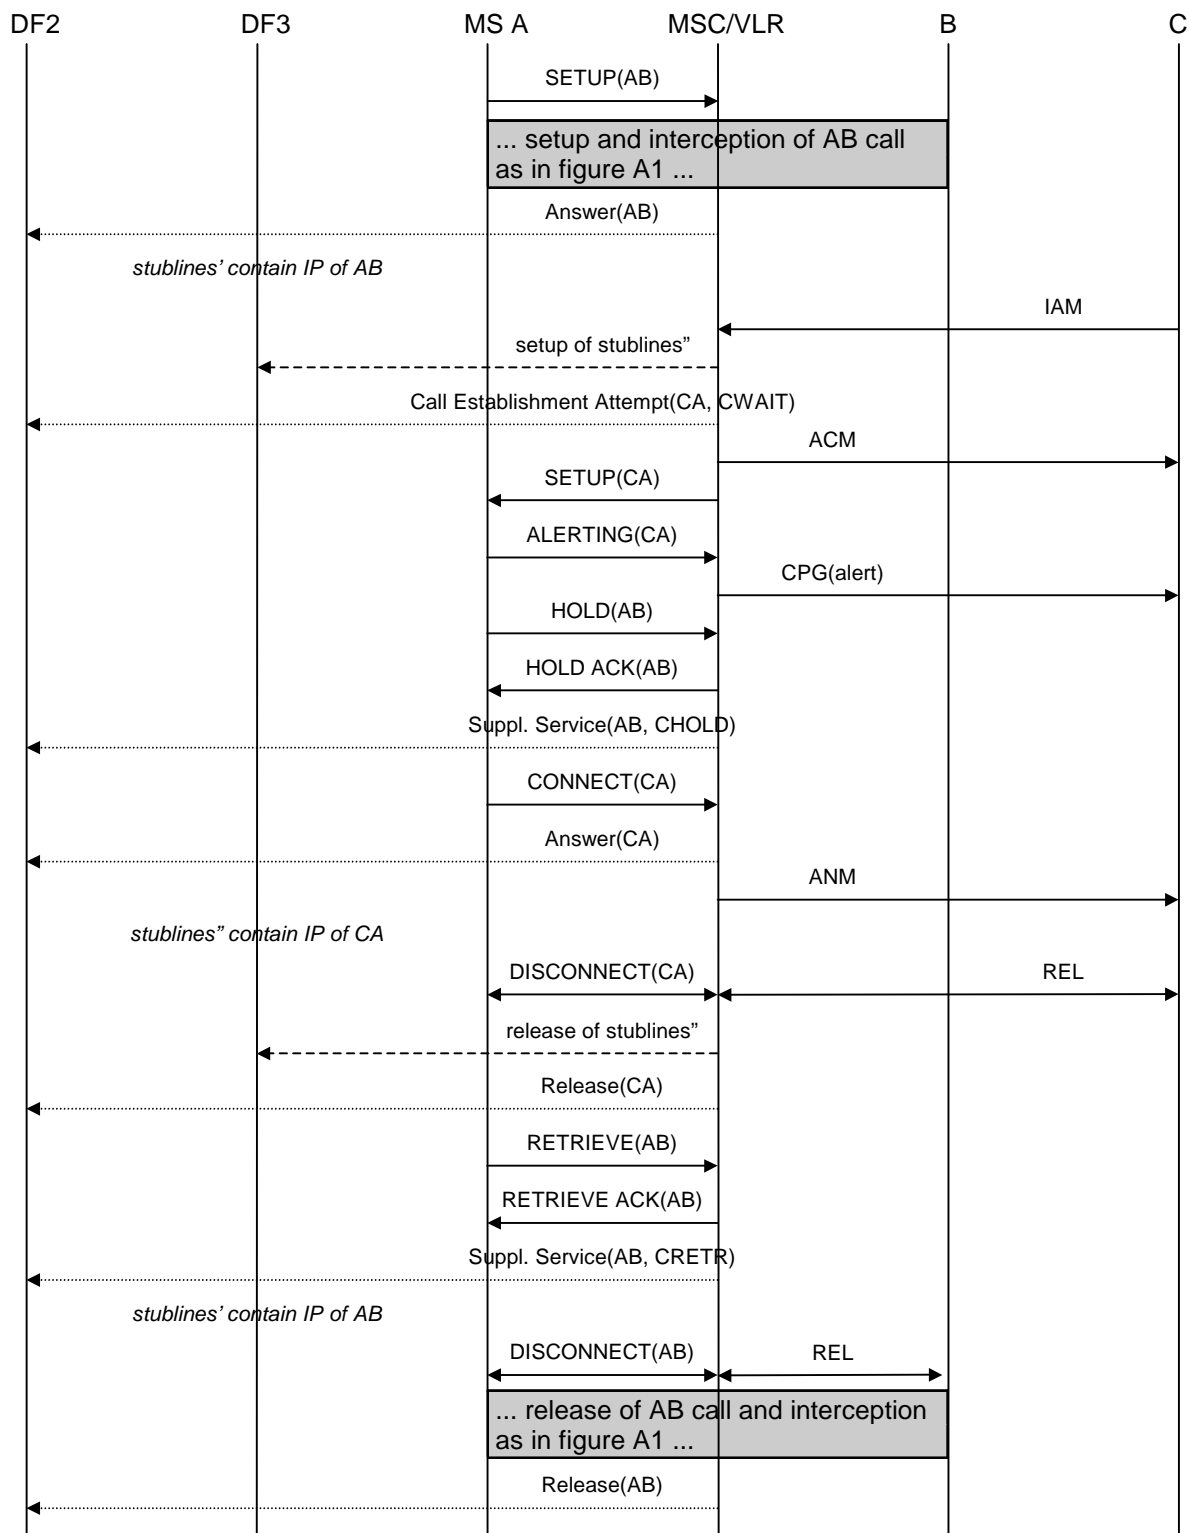 DF2 DF3 MS A MSC/VLR B C
SETUP(AB)
... setup and interception of AB call
as in figure A1 ...
Answer(AB)
stublines’ contain IP of AB
IAM
setup of stublines”
Call Establishment Attempt(CA, CWAIT)
ACM
SETUP(CA)
ALERTING(CA)
CPG(alert)
HOLD(AB)
HOLD ACK(AB)
Suppl. Service(AB, CHOLD)
CONNECT(CA)
Answer(CA)
ANM
stublines” contain IP of CA
DISCONNECT(CA) REL
release of stublines”
Release(CA)
RETRIEVE(AB)
RETRIEVE ACK(AB)
Suppl. Service(AB, CRETR)
stublines’ contain IP of AB
DISCONNECT(AB) REL
... release of AB call and interception
as in figure A1 ...
Release(AB)